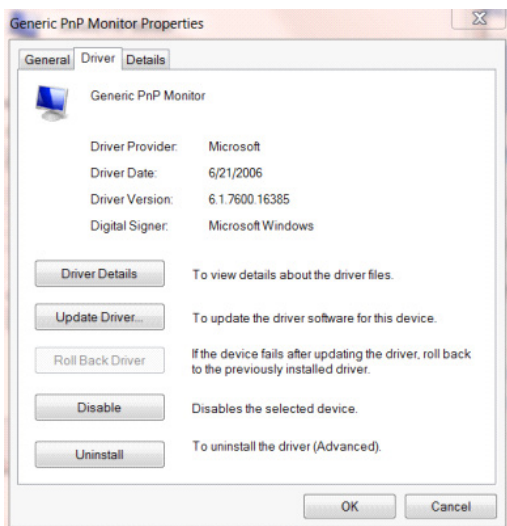 Generic PnP Monitor Properties
General Driver Details
Generic PnP Monitor
Driver Provider: Microsoft
Driver Date: 6/21/2006
Driver Version: 6.1.7600.16385
Digital Signer: Microsoft Windows
Driver Details To view details about the driver files.
Update Driver... To update the driver software for this device.
Roll Back Driver If the device fails after updating the driver, roll back
to the previously installed driver.
Disable Disables the selected device.
Uninstall To uninstall the driver (Advanced).
OK Cancel